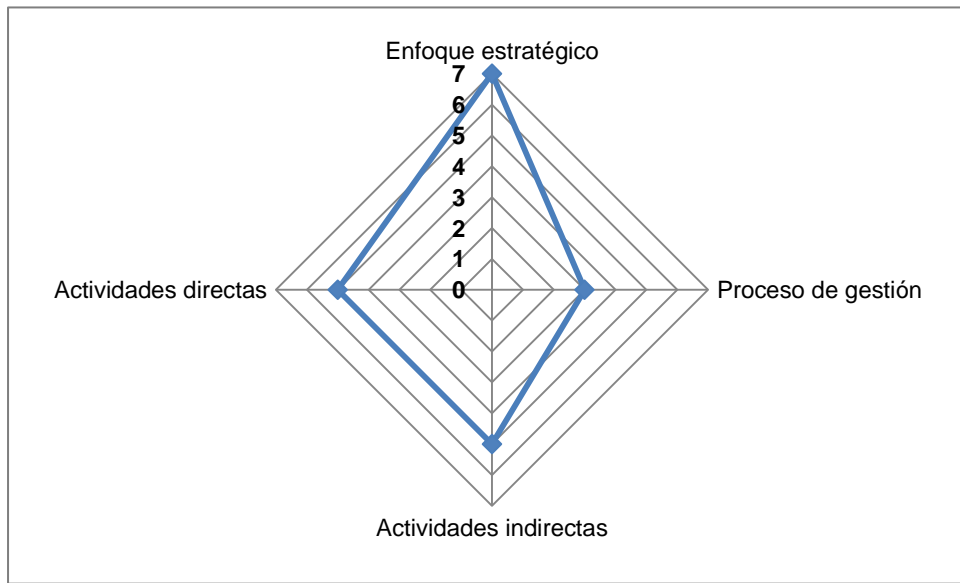 Enfoque estratégico
7
6
5
4
3
2
1
0
Actividades directas
Proceso de gestión
Actividades indirectas